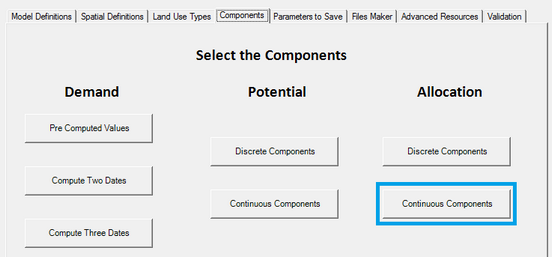 Model Definitions Spatial Definitions Land Use Types Components Parameters to Save Files Maker Advanced Resources Validation
Select the Components
Demand Potential Allocation
Pre Computed Values
Discrete Components Discrete Components
Compute Two Dates
Continuous Components Continuous Components
Compute Three Dates